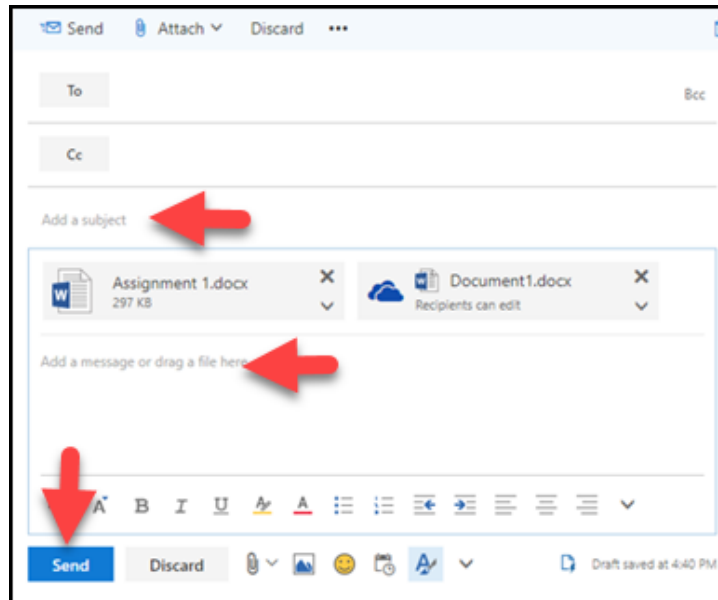 Send Attach Discard •••
To
Bcc
Cc
Add a subject
Assignment 1.docx
297 KB
Document1.docx
Recipients can edit
Add a message or drag a file here
A B I U A
Send Discard Draft saved at 4:40 PM